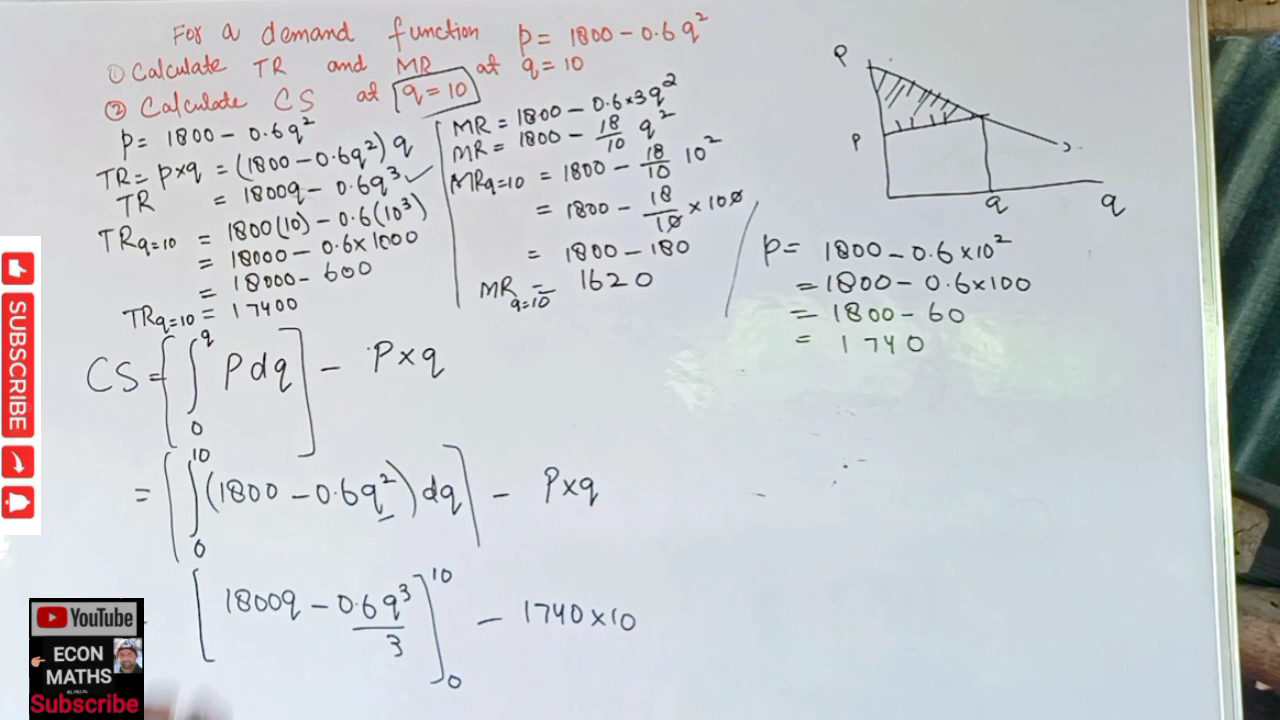 For a demand function p = 1800 - 0.6q²
① Calculate TR and MR at q = 10
② Calculate CS at q = 10
p = 1800 - 0.6q²
TR = p×q = (1800 - 0.6q²) q
TR = 1800q - 0.6q³ ✓
TRq=10 = 1800(10) - 0.6(10³)
= 18000 - 0.6×1000
= 18000 - 600
TRq=10 = 17400
MR = 1800 - 0.6×3q²
MR = 1800 - 18/10 q²
MRq=10 = 1800 - 18/10 10²
= 1800 - 18/10 × 100
= 1800 - 180
MR q=10 = 1620
P
P
q
q
p = 1800 - 0.6×10²
= 1800 - 0.6×100
= 1800 - 60
= 1740
CS = [∫₀^q P dq] - P×q
= [∫₀^10 (1800 - 0.6q²) dq] - P×q
[1800q - 0.6q³/3]₀^10 - 1740×10
SUBSCRIBE
YouTube
ECON
MATHS
Subscribe